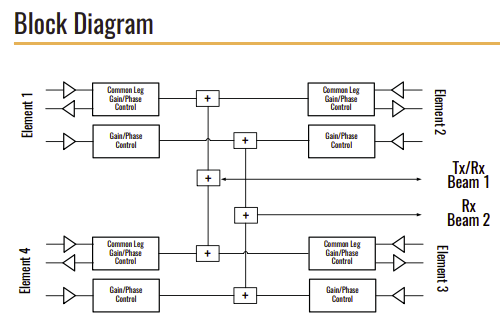 Block Diagram
Element 1
Common Leg
Gain/Phase
Control
+
Common Leg
Gain/Phase
Control
Element 2
Gain/Phase
Control
+
Gain/Phase
Control
+
Tx/Rx
Beam 1
+
Rx
Beam 2
Element 4
Common Leg
Gain/Phase
Control
+
Common Leg
Gain/Phase
Control
Element 3
Gain/Phase
Control
+
Gain/Phase
Control